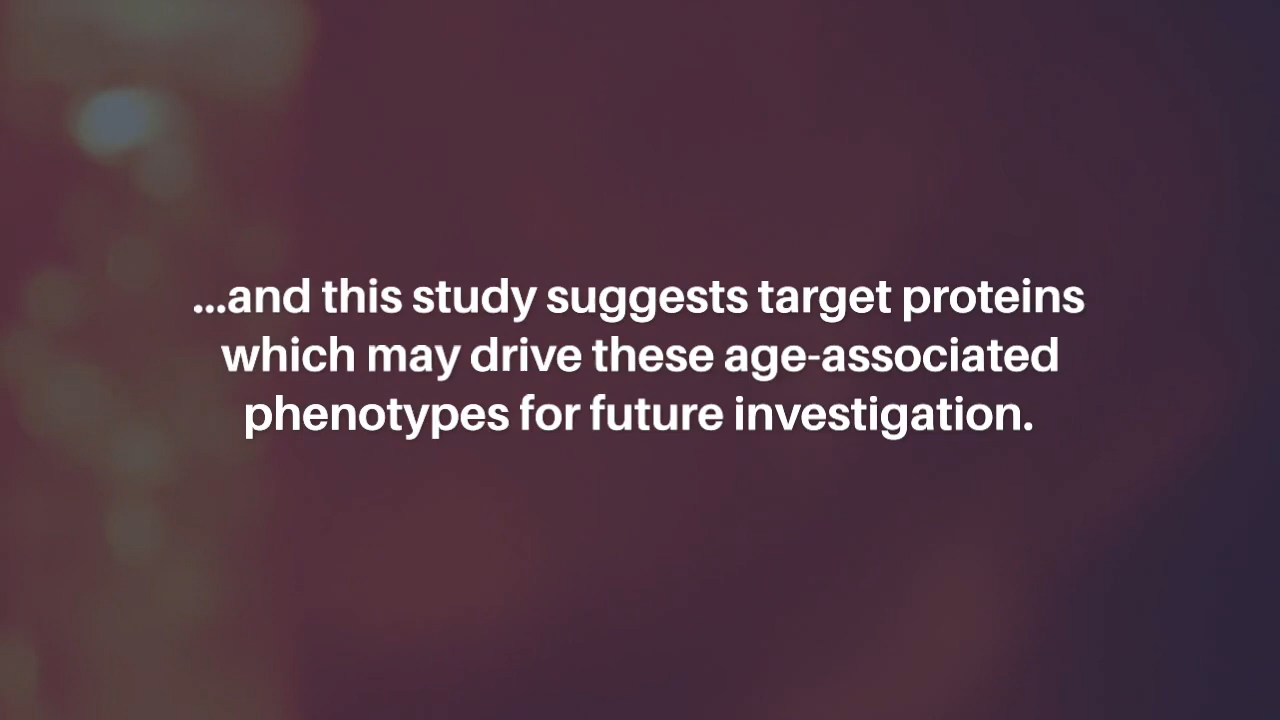 ...and this study suggests target proteins
which may drive these age-associated
phenotypes for future investigation.